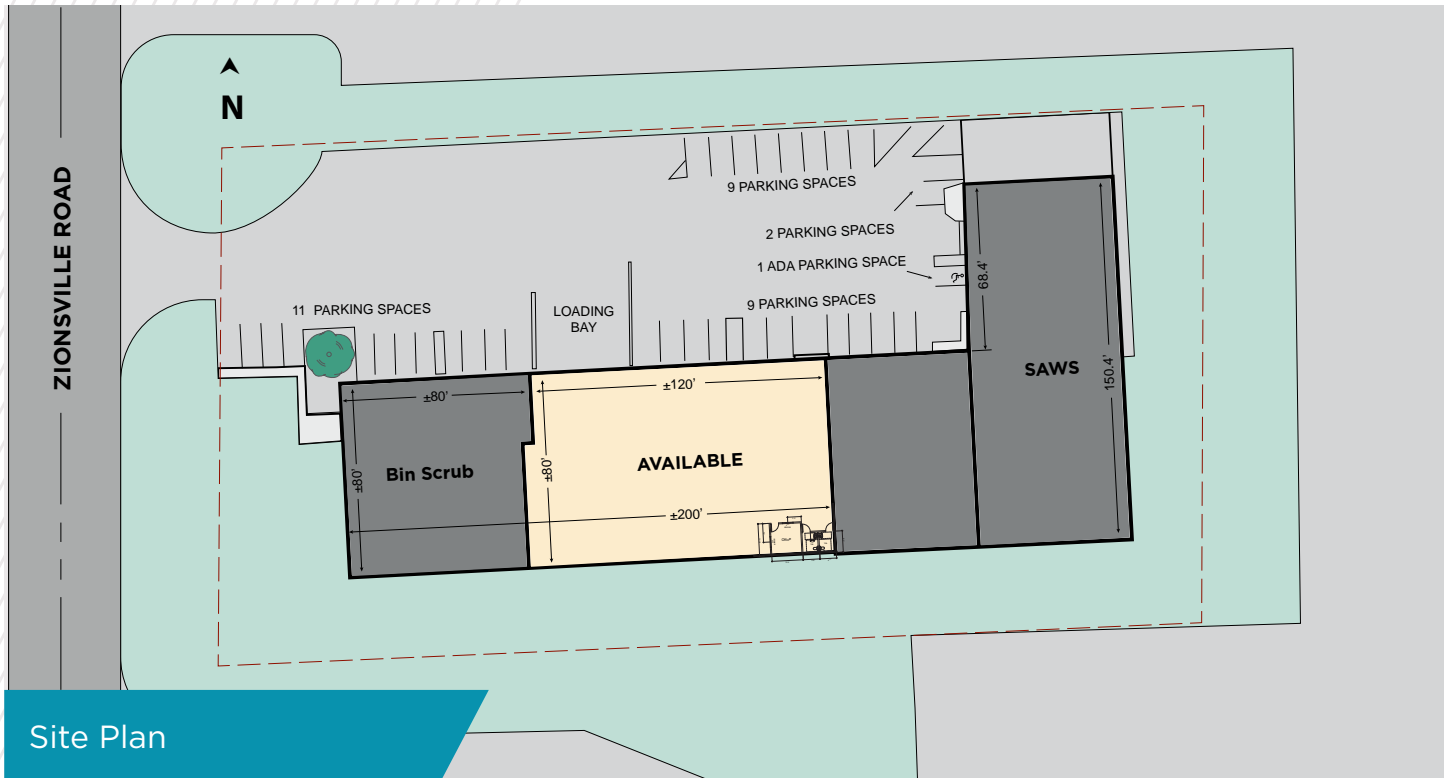 N
ZIONSVILLE ROAD
9 PARKING SPACES
2 PARKING SPACES
1 ADA PARKING SPACE
9 PARKING SPACES
11 PARKING SPACES
LOADING
BAY
68.4'
150.4'
SAWS
±80'
±120'
±80'
±80'
Bin Scrub
AVAILABLE
±200'
Site Plan